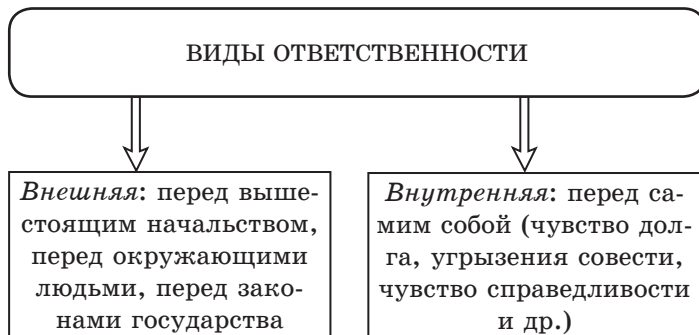 ВИДЫ ОТВЕТСТВЕННОСТИ
Внешняя: перед выше-
стоящим начальством,
перед окружающими
людьми, перед зако-
нами государства
Внутренняя: перед са-
мим собой (чувство дол-
га, угрызения совести,
чувство справедливости
и др.)